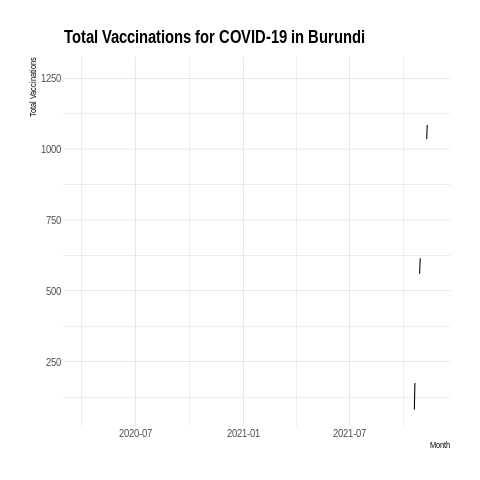 Total Vaccinations for COVID-19 in Burundi
Total Vaccinations
1250
1000
750
500
250
2020-07 2021-01 2021-07
Month